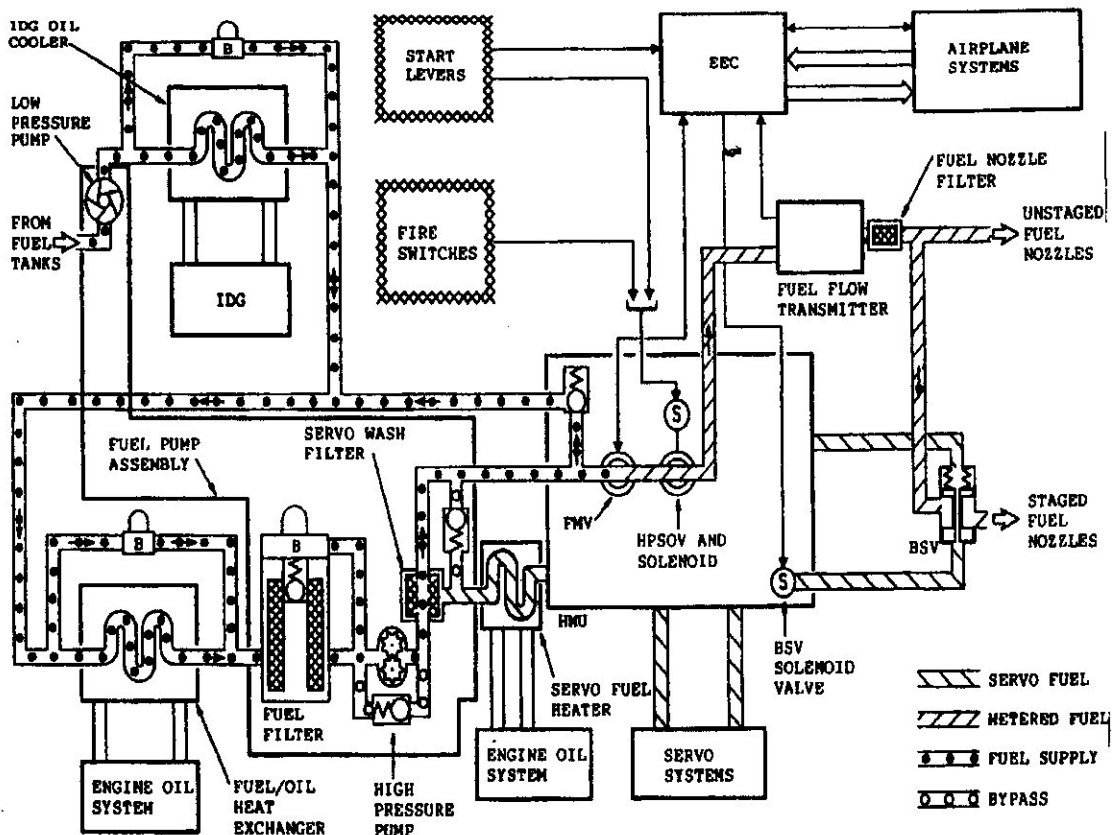 IDG OIL
COOLER
B
LOW
PRESSURE
PUMP
FROM
FUEL
TANKS
IDG
START
LEVERS
FIRE
SWITCHES
EEC
AIRPLANE
SYSTEMS
FUEL NOZZLE
FILTER
UNSTAGED
FUEL
NOZZLES
FUEL FLOW
TRANSMITTER
FUEL PUMP
ASSEMBLY
SERVO WASH
FILTER
S
FMV
HPSOV AND
SOLENOID
BSV
STAGED
FUEL
NOZZLES
B
B
HMU
S
BSV
SOLENOID
VALVE
FUEL
FILTER
SERVO FUEL
HEATER
ENGINE OIL
SYSTEM
FUEL/OIL
HEAT
EXCHANGER
HIGH
PRESSURE
PUMP
ENGINE OIL
SYSTEM
SERVO
SYSTEMS
SERVO FUEL
METERED FUEL
FUEL SUPPLY
BYPASS